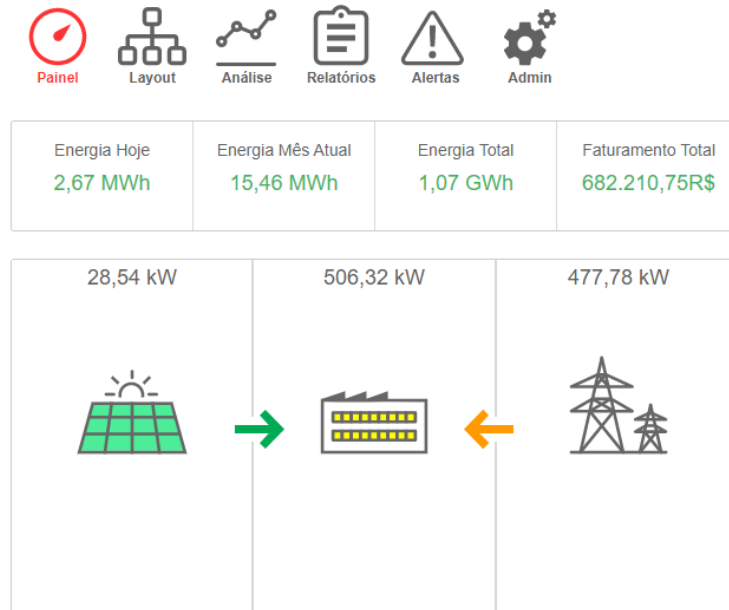 Painel Layout Análise Relatórios Alertas Admin
Energia Hoje Energia Mês Atual Energia Total Faturamento Total
2,67 MWh 15,46 MWh 1,07 GWh 682.210,75R$
28,54 kW 506,32 kW 477,78 kW